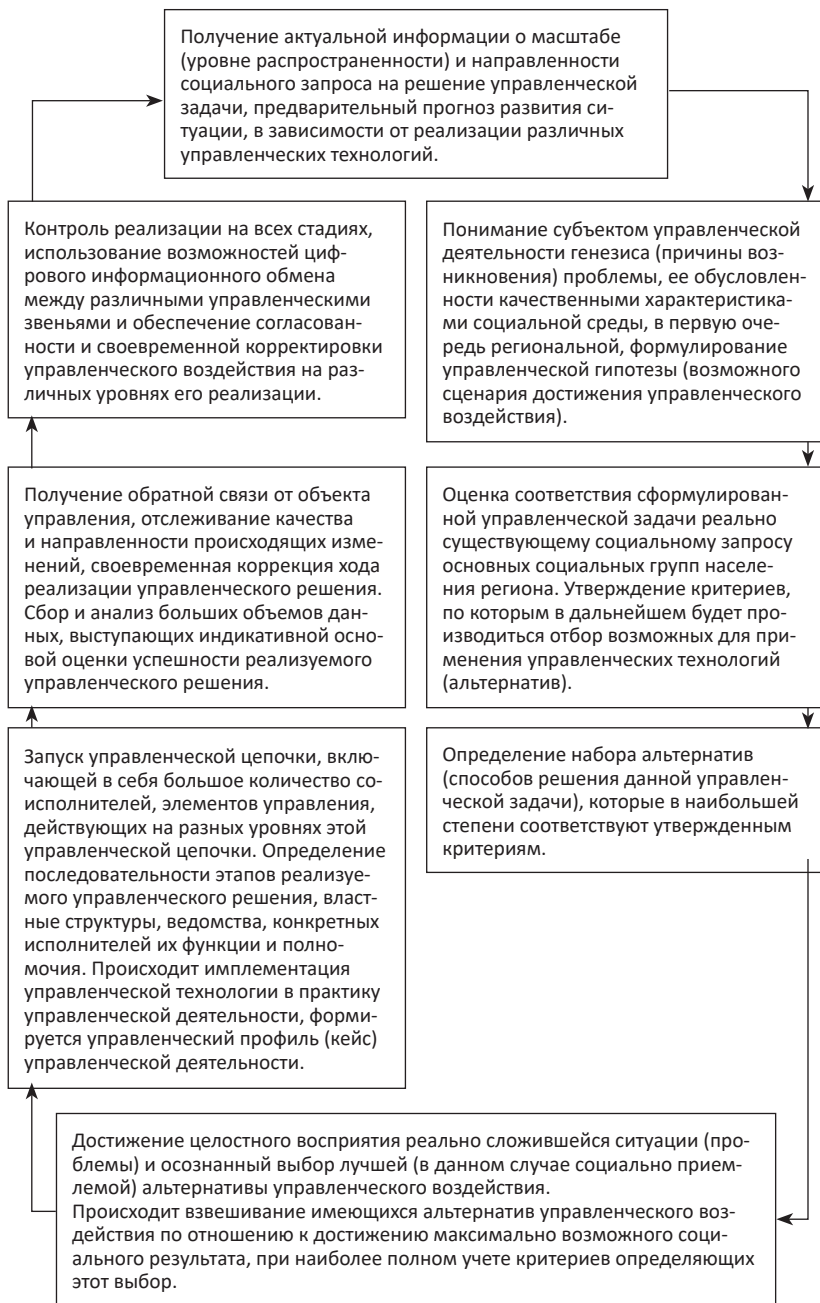 Получение актуальной информации о масштабе
(уровне распространенности) и направленности
социального запроса на решение управленческой
задачи, предварительный прогноз развития си-
туации, в зависимости от реализации различных
управленческих технологий.
Контроль реализации на всех стадиях,
использование возможностей циф-
рового информационного обмена
между различными управленческими
звеньями и обеспечение согласован-
ности и своевременной корректировки
управленческого воздействия на раз-
личных уровнях его реализации.
Понимание субъектом управленческой
деятельности генезиса (причины воз-
никновения) проблемы, ее обусловлен-
ности качественными характеристика-
ми социальной среды, в первую оче-
редь региональной, формулирование
управленческой гипотезы (возможного
сценария достижения управленческого
воздействия).
Получение обратной связи от объекта
управления, отслеживание качества
и направленности происходящих изме-
нений, своевременная коррекция хода
реализации управленческого решения.
Сбор и анализ больших объемов дан-
ных, выступающих индикативной осно-
вой оценки успешности реализуемого
управленческого решения.
Оценка соответствия сформулирован-
ной управленческой задачи реально
существующему социальному запросу
основных социальных групп населе-
ния региона. Утверждение критериев,
по которым в дальнейшем будет про-
изводиться отбор возможных для при-
менения управленческих технологий
(альтернатив).
Запуск управленческой цепочки, вклю-
чающей в себя большое количество со-
исполнителей, элементов управления,
действующих на разных уровнях этой
управленческой цепочки. Определение
последовательности этапов реализуе-
мого управленческого решения, власт-
ные структуры, ведомства, конкретных
исполнителей их функции и полно-
мочия. Происходит имплементация
управленческой технологии в практику
управленческой деятельности, форми-
руется управленческий профиль (кейс)
управленческой деятельности.
Определение набора альтернатив
(способов решения данной управлен-
ческой задачи), которые в наибольшей
степени соответствуют утвержденным
критериям.
Достижение целостного восприятия реально сложившейся ситуации (про-
блемы) и осознанный выбор лучшей (в данном случае социально прием-
лемой) альтернативы управленческого воздействия.
Происходит взвешивание имеющихся альтернатив управленческого воз-
действия по отношению к достижению максимально возможного соци-
ального результата, при наиболее полном учете критериев определяющих
этот выбор.